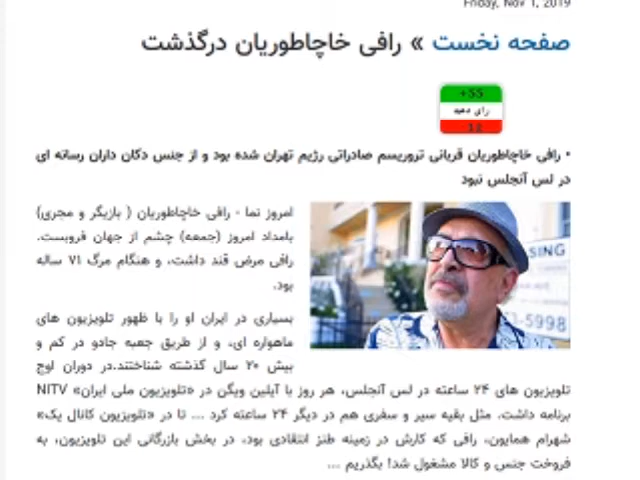 Friday, Nov 1, 2019
صفحه نخست » رافی خاچاطوریان درگذشت
+55
رای دهید
-12
• رافی خاچاطوریان قربانی تروریسم صادراتی رژیم تهران شده بود و از جنس دکان داران رسانه ای
در لس آنجلس نبود
امروز نما - رافی خاچاطوریان ( بازیگر و مجری)
بامداد امروز (جمعه) چشم از جهان فروبست.
رافی مرض قند داشت، و هنگام مرگ ۷۱ ساله
بود.
SING
3-5998
بسیاری در ایران او را با ظهور تلویزیون های
ماهواره ای، و از طریق جعبه جادو در کم و
بیش ۲۰ سال گذشته شناختند.در دوران اوج
تلویزیون های ۲۴ ساعته در لس آنجلس، هر روز با آیلین ویگن در «تلویزیون ملی ایران» NITV
برنامه داشت. مثل بقیه سیر و سفری هم در دیگر ۲۴ ساعته کرد ... تا در «تلویزیون کانال یک»
شهرام همایون، رافی که کارش در زمینه طنز انتقادی بود، در بخش بازرگانی این تلویزیون، به
فروخت جنس و کالا مشغول شد! بگذریم ...